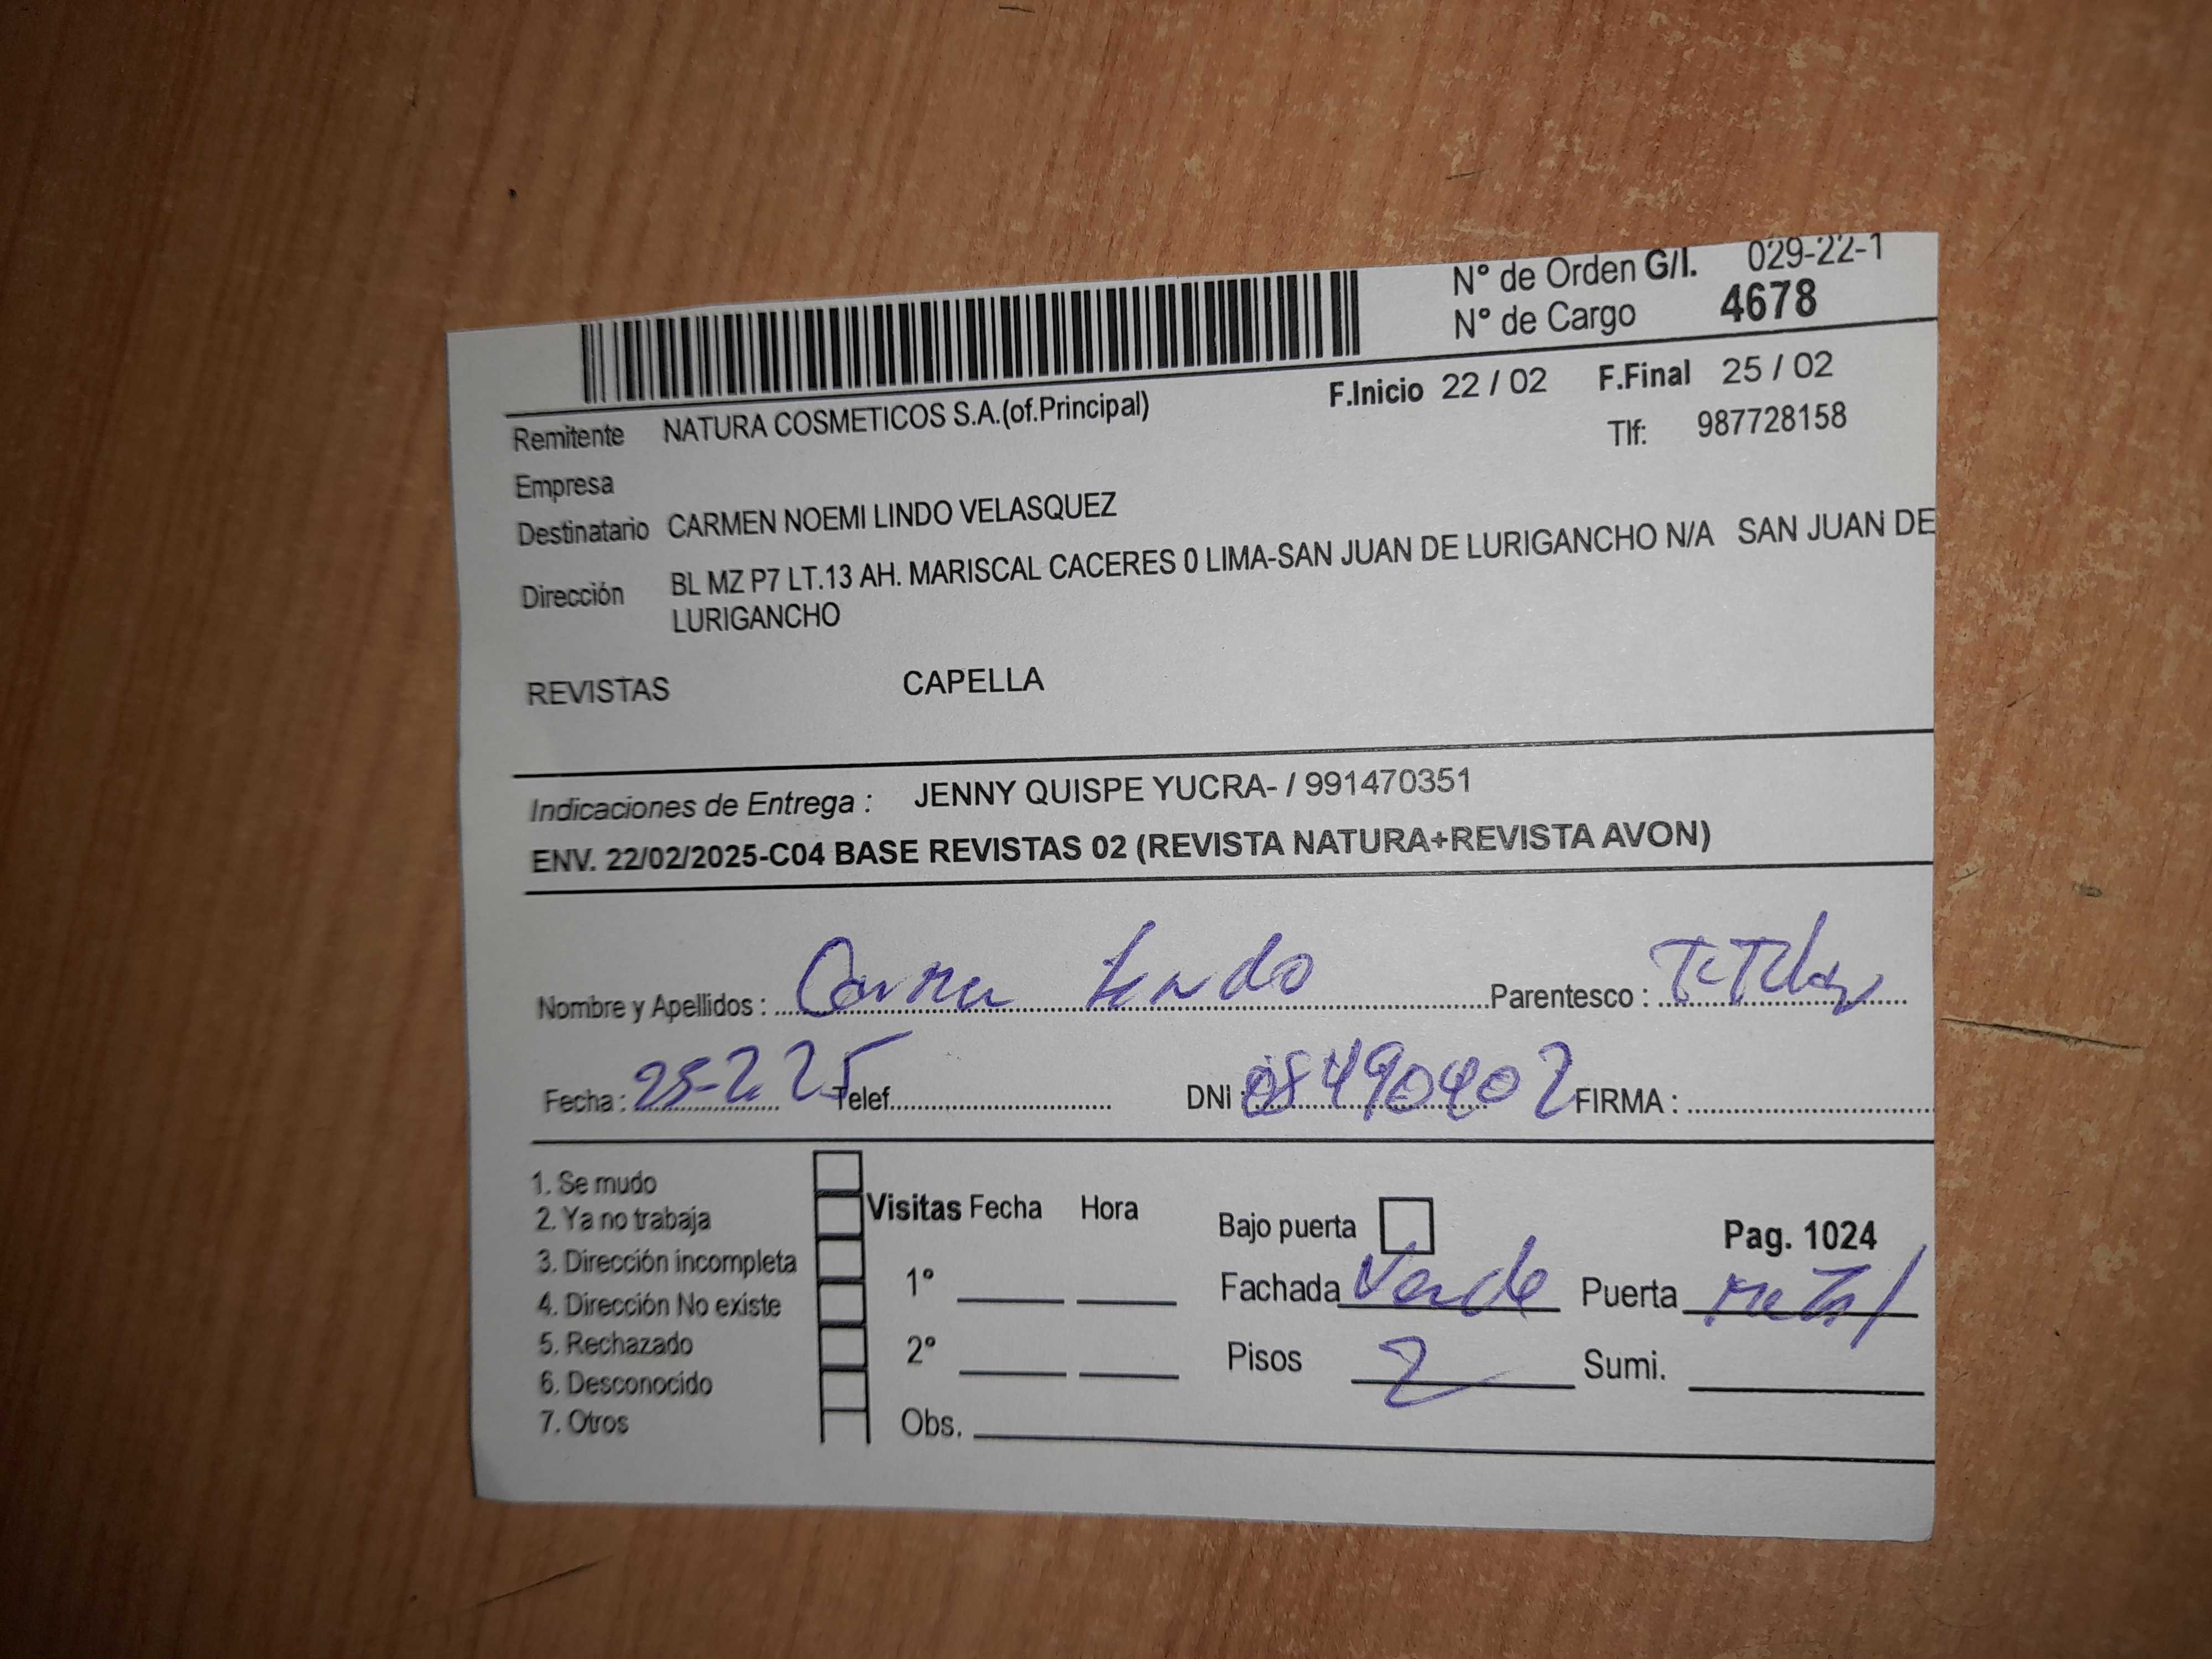 N° de Orden G/I. 029-22-1
N° de Cargo 4678
F.Inicio 22 / 02 F.Final 25 / 02
Remitente NATURA COSMETICOS S.A.(of.Principal)
Tlf: 987728158
Empresa
Destinatario CARMEN NOEMI LINDO VELASQUEZ
Dirección BL MZ P7 LT.13 AH. MARISCAL CACERES 0 LIMA-SAN JUAN DE LURIGANCHO N/A SAN JUAN DE
LURIGANCHO
REVISTAS CAPELLA
Indicaciones de Entrega : JENNY QUISPE YUCRA- / 991470351
ENV. 22/02/2025-C04 BASE REVISTAS 02 (REVISTA NATURA+REVISTA AVON)
Nombre y Apellidos : Carmen Lindo Parentesco :
Fecha : 25-2 25 Telef. DNI : 08490402 FIRMA :
1. Se mudo
2. Ya no trabaja
3. Dirección incompleta
4. Dirección No existe
5. Rechazado
6. Desconocido
7. Otros
Visitas Fecha Hora
1°
2°
Obs.
Bajo puerta Pag. 1024
Fachada Verde Puerta Metal
Pisos 2 Sumi.